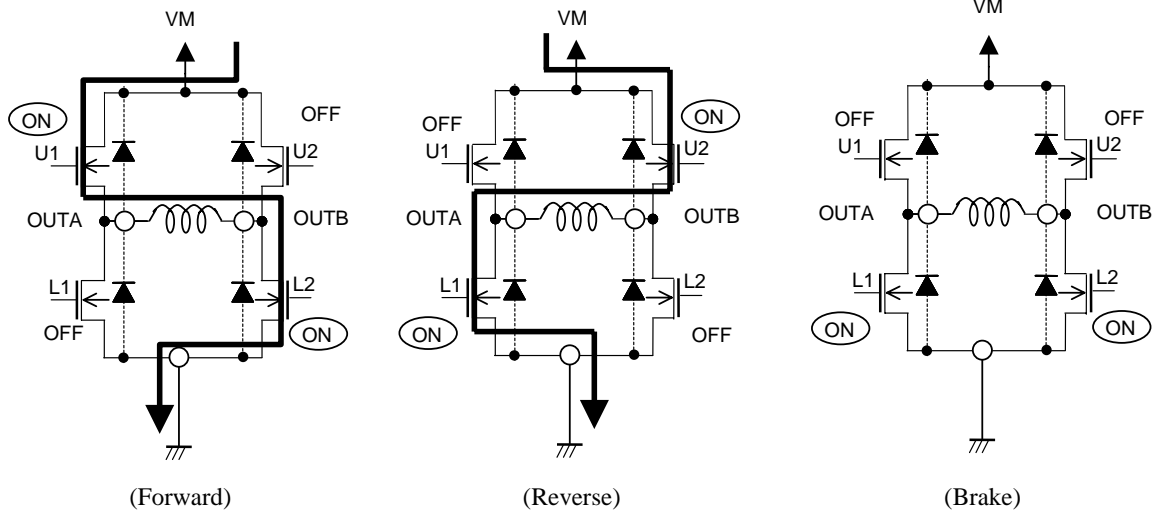 VM
ON
OFF
U1
U2
OUTA
OUTB
L1
L2
OFF
ON
(Forward)
VM
OFF
ON
U1
U2
OUTA
OUTB
L1
L2
ON
OFF
(Reverse)
VM
OFF
OFF
U1
U2
OUTA
OUTB
L1
L2
ON
ON
(Brake)